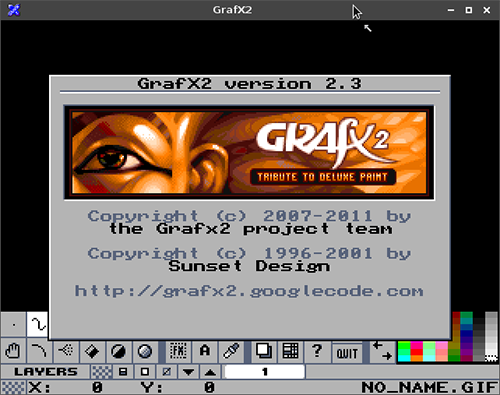 GrafX2
GrafX2 version 2.3
GRAFX2
TRIBUTE TO DELUXE PAINT
Copyright (c) 2007-2011 by
the Grafx2 project team
Copyright (c) 1996-2001 by
Sunset Design
http://grafx2.googlecode.com
FX A ? QUIT
LAYERS 1
X: 0 Y: 0 NO_NAME.GIF